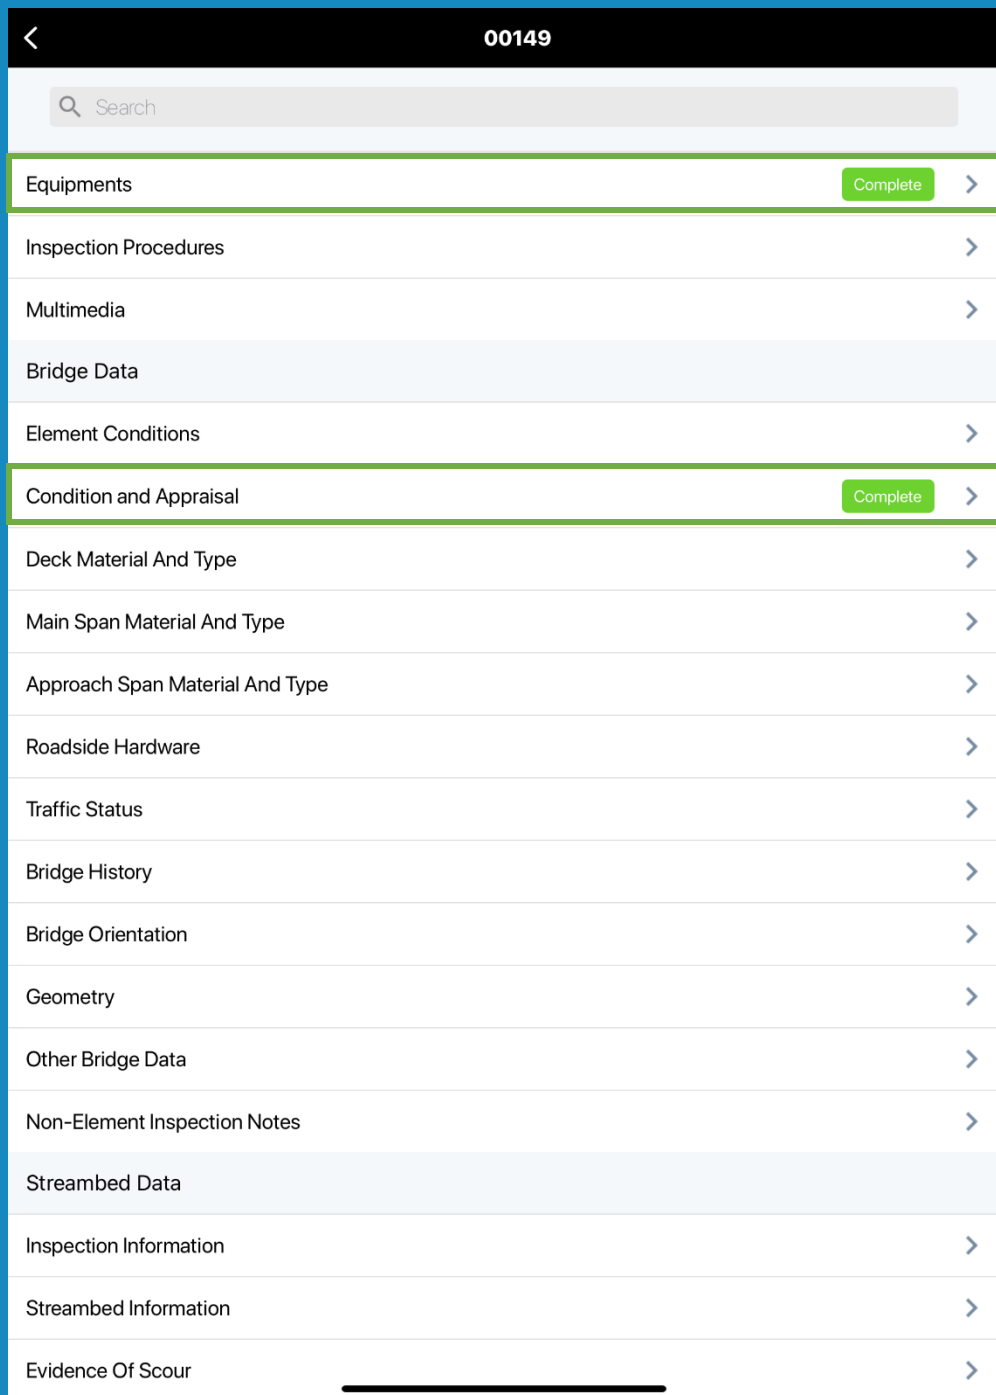 00149
Search
Equipments Complete
Inspection Procedures
Multimedia
Bridge Data
Element Conditions
Condition and Appraisal Complete
Deck Material And Type
Main Span Material And Type
Approach Span Material And Type
Roadside Hardware
Traffic Status
Bridge History
Bridge Orientation
Geometry
Other Bridge Data
Non-Element Inspection Notes
Streambed Data
Inspection Information
Streambed Information
Evidence Of Scour